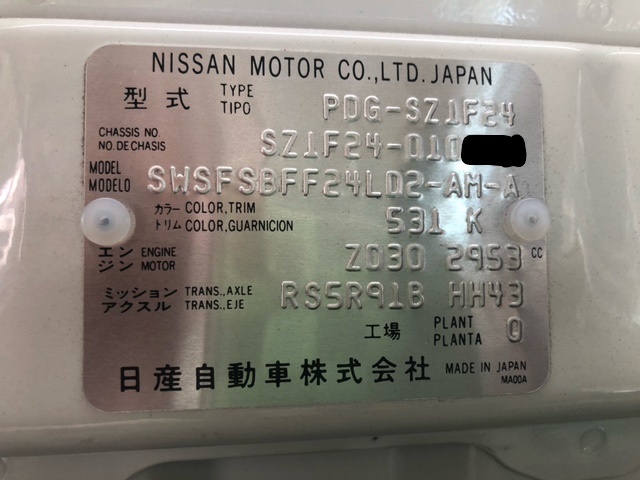 NISSAN MOTOR CO.,LTD. JAPAN
型式 TYPE TIPO PDG-SZ1F24
CHASSIS NO. NO. DE CHASIS SZ1F24-010
MODEL MODELO SWSFSBFF24LD2-AM-A
カラー COLOR,TRIM トリム COLOR,GUARNICION 531 K
エンジン ENGINE MOTOR ZD30 2953 CC
ミッション TRANS.,AXLE アクスル TRANS.,EJE RS5R91B HH43
工場 PLANT PLANTA 0
日産自動車株式会社 MADE IN JAPAN
MA00A